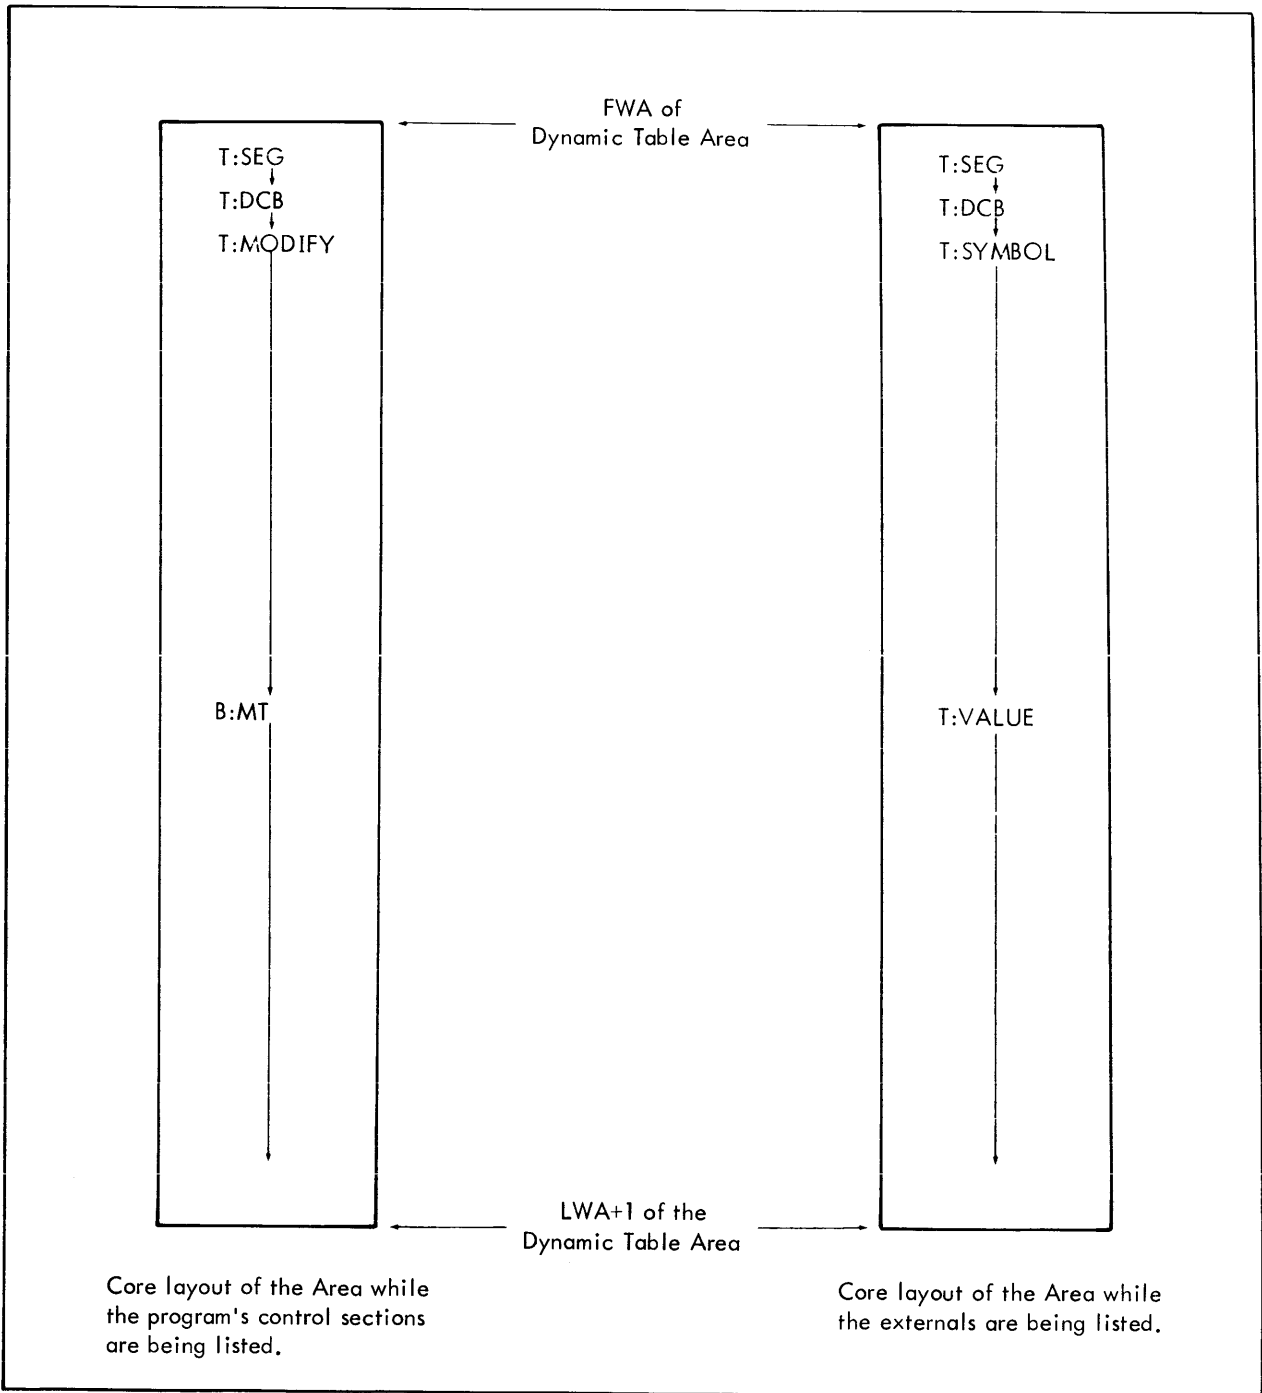 FWA of
Dynamic Table Area
T:SEG
T:DCB
T:MODIFY
B:MT
T:SEG
T:DCB
T:SYMBOL
T:VALUE
LWA+1 of the
Dynamic Table Area
Core layout of the Area while
the program's control sections
are being listed.
Core layout of the Area while
the externals are being listed.